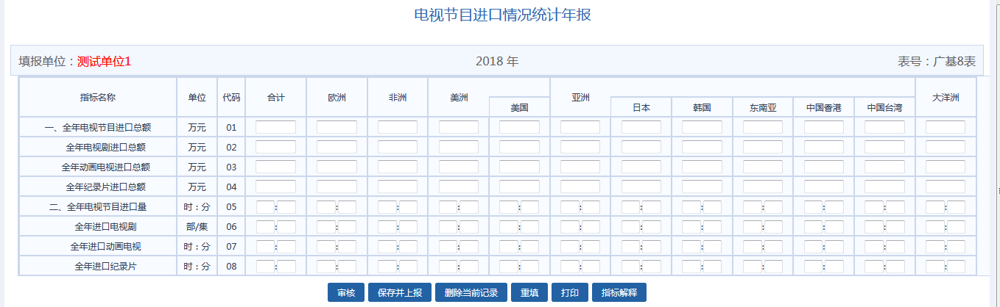 电视节目进口情况统计年报
填报单位：测试单位1 2018 年 表号：广基8表
指标名称 单位 代码 合计 欧洲 非洲 美洲 亚洲 大洋洲
美国 日本 韩国 东南亚 中国香港 中国台湾
一、全年电视节目进口总额 万元 01
全年电视剧进口总额 万元 02
全年动画电视进口总额 万元 03
全年纪录片进口总额 万元 04
二、全年电视节目进口量 时：分 05 : : : : : : : : : : : :
全年进口电视剧 部/集 06 : : : : : : : : : : : :
全年进口动画电视 时：分 07 : : : : : : : : : : : :
全年进口纪录片 时：分 08 : : : : : : : : : : : :
审核 保存并上报 删除当前记录 重填 打印 指标解释